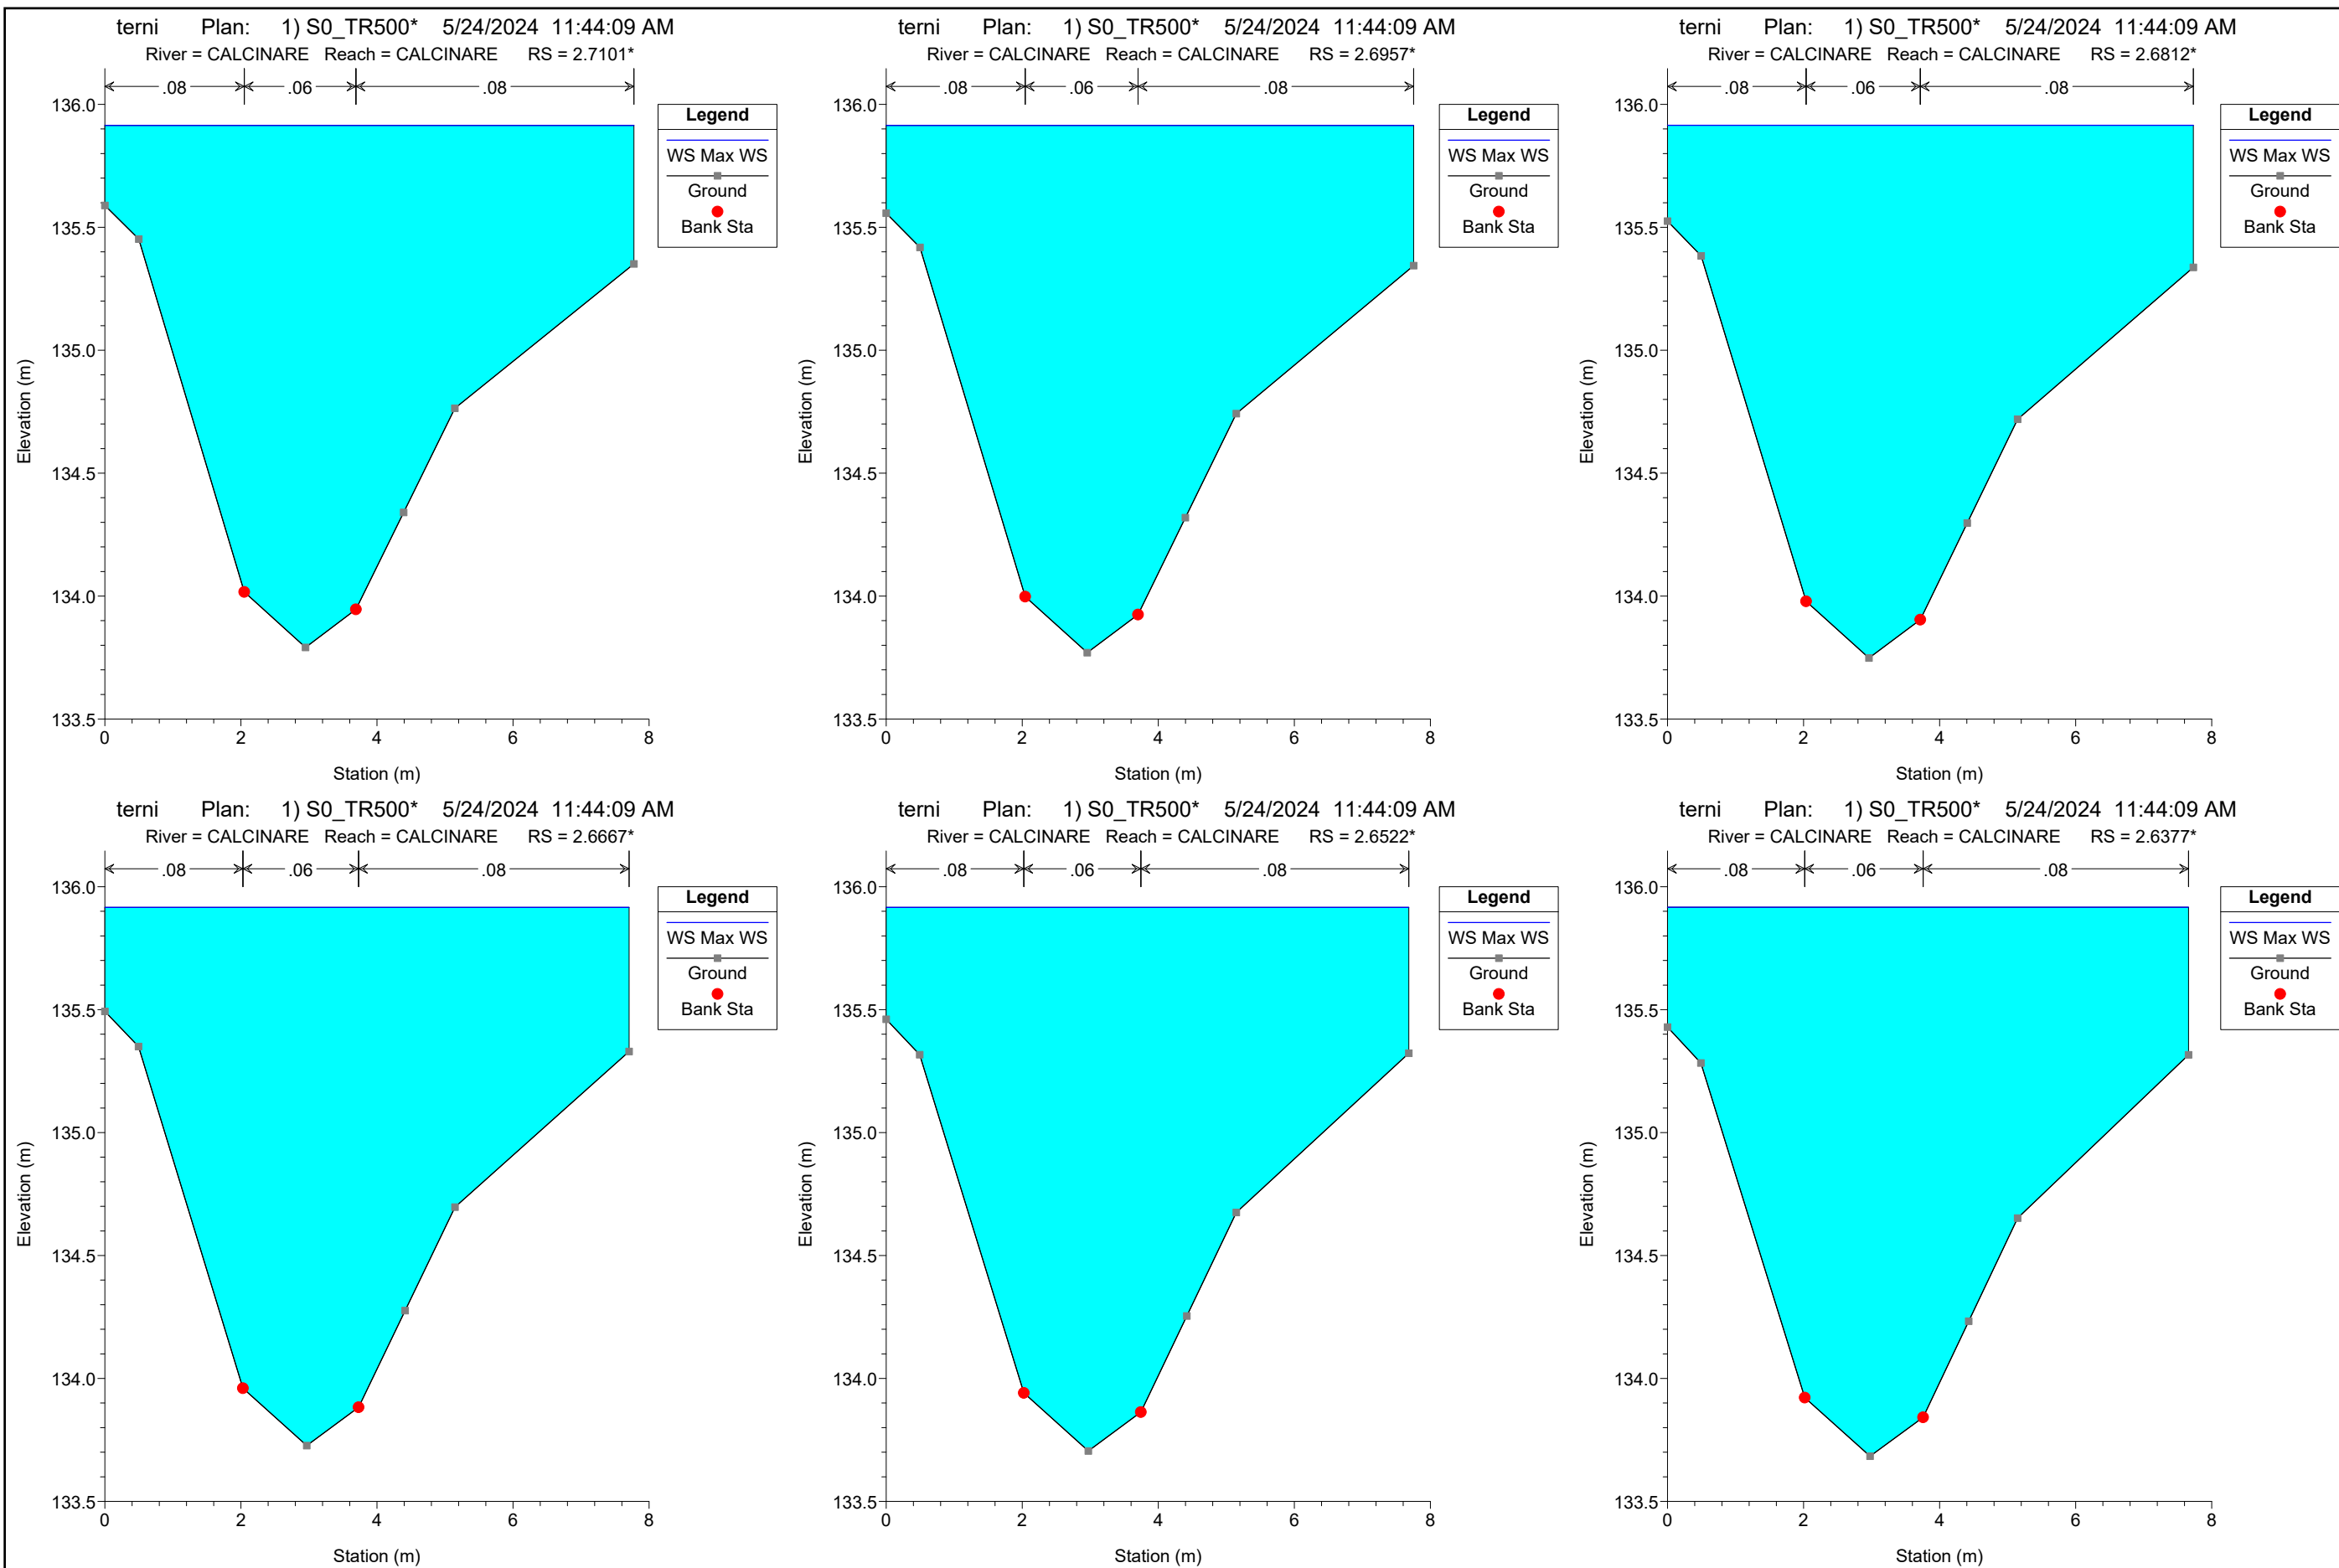 terni Plan: 1) S0_TR500* 5/24/2024 11:44:09 AM
River = CALCINARE Reach = CALCINARE RS = 2.7101*
.08 .06 .08
136.0
135.5
135.0
134.5
134.0
133.5
0 2 4 6 8
Station (m)
Elevation (m)
Legend
WS Max WS
Ground
Bank Sta
terni Plan: 1) S0_TR500* 5/24/2024 11:44:09 AM
River = CALCINARE Reach = CALCINARE RS = 2.6957*
.08 .06 .08
136.0
135.5
135.0
134.5
134.0
133.5
0 2 4 6 8
Station (m)
Elevation (m)
Legend
WS Max WS
Ground
Bank Sta
terni Plan: 1) S0_TR500* 5/24/2024 11:44:09 AM
River = CALCINARE Reach = CALCINARE RS = 2.6812*
.08 .06 .08
136.0
135.5
135.0
134.5
134.0
133.5
0 2 4 6 8
Station (m)
Elevation (m)
Legend
WS Max WS
Ground
Bank Sta
terni Plan: 1) S0_TR500* 5/24/2024 11:44:09 AM
River = CALCINARE Reach = CALCINARE RS = 2.6667*
.08 .06 .08
136.0
135.5
135.0
134.5
134.0
133.5
0 2 4 6 8
Station (m)
Elevation (m)
Legend
WS Max WS
Ground
Bank Sta
terni Plan: 1) S0_TR500* 5/24/2024 11:44:09 AM
River = CALCINARE Reach = CALCINARE RS = 2.6522*
.08 .06 .08
136.0
135.5
135.0
134.5
134.0
133.5
0 2 4 6 8
Station (m)
Elevation (m)
Legend
WS Max WS
Ground
Bank Sta
terni Plan: 1) S0_TR500* 5/24/2024 11:44:09 AM
River = CALCINARE Reach = CALCINARE RS = 2.6377*
.08 .06 .08
136.0
135.5
135.0
134.5
134.0
133.5
0 2 4 6 8
Station (m)
Elevation (m)
Legend
WS Max WS
Ground
Bank Sta